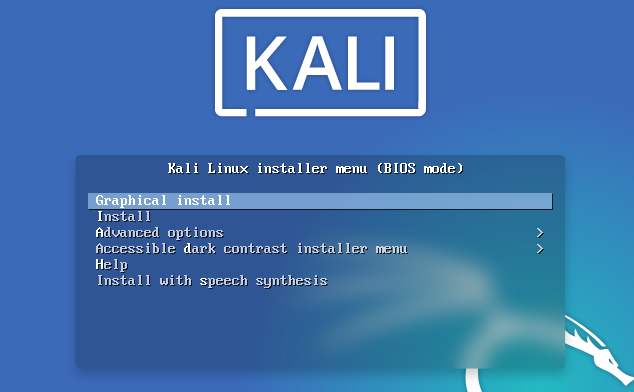 KALI
Kali Linux installer menu (BIOS mode)
Graphical install
Install
Advanced options >
Accessible dark contrast installer menu >
Help
Install with speech synthesis